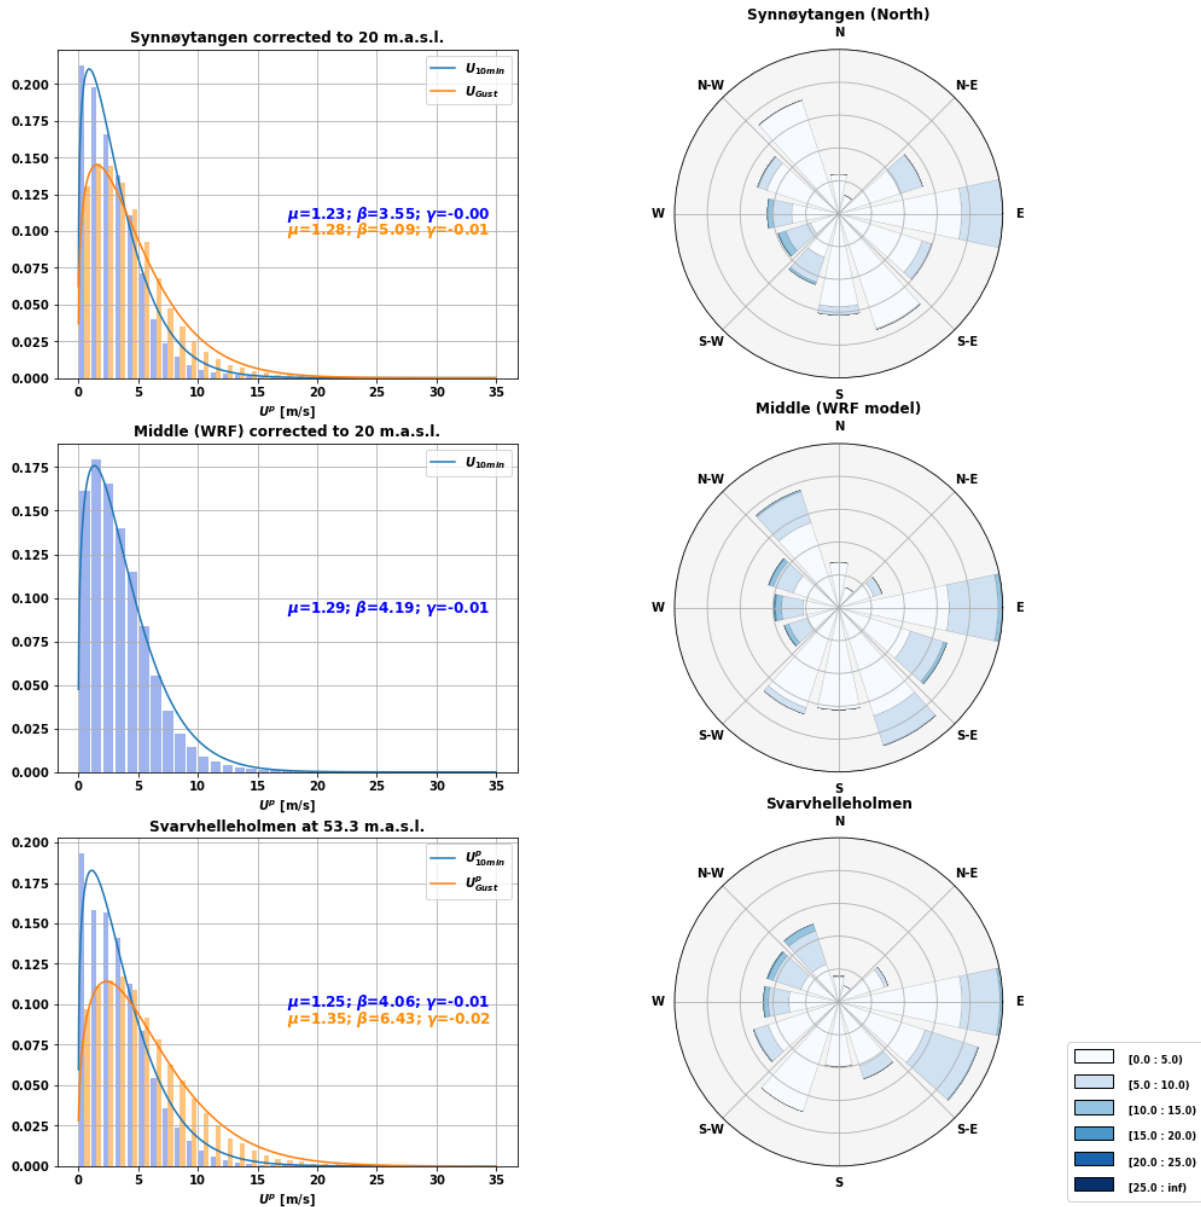 Synnøytangen corrected to 20 m.a.s.l.
U10min
UGust
0.200
0.175
0.150
0.125
0.100
0.075
0.050
0.025
0.000
μ=1.23; β=3.55; γ=-0.00
μ=1.28; β=5.09; γ=-0.01
0 5 10 15 20 25 30 35
Uᵖ [m/s]
Synnøytangen (North)
N
N-W N-E
W E
S-W S-E
S
Middle (WRF) corrected to 20 m.a.s.l.
U10min
0.175
0.150
0.125
0.100
0.075
0.050
0.025
0.000
μ=1.29; β=4.19; γ=-0.01
0 5 10 15 20 25 30 35
Uᵖ [m/s]
Middle (WRF model)
N
N-W N-E
W E
S-W S-E
S
Svarvhelleholmen at 53.3 m.a.s.l.
Uᵖ10min
UᵖGust
0.200
0.175
0.150
0.125
0.100
0.075
0.050
0.025
0.000
μ=1.25; β=4.06; γ=-0.01
μ=1.35; β=6.43; γ=-0.02
0 5 10 15 20 25 30 35
Uᵖ [m/s]
Svarvhelleholmen
N
N-W N-E
W E
S-W S-E
S
[0.0 : 5.0)
[5.0 : 10.0)
[10.0 : 15.0)
[15.0 : 20.0)
[20.0 : 25.0)
[25.0 : inf)